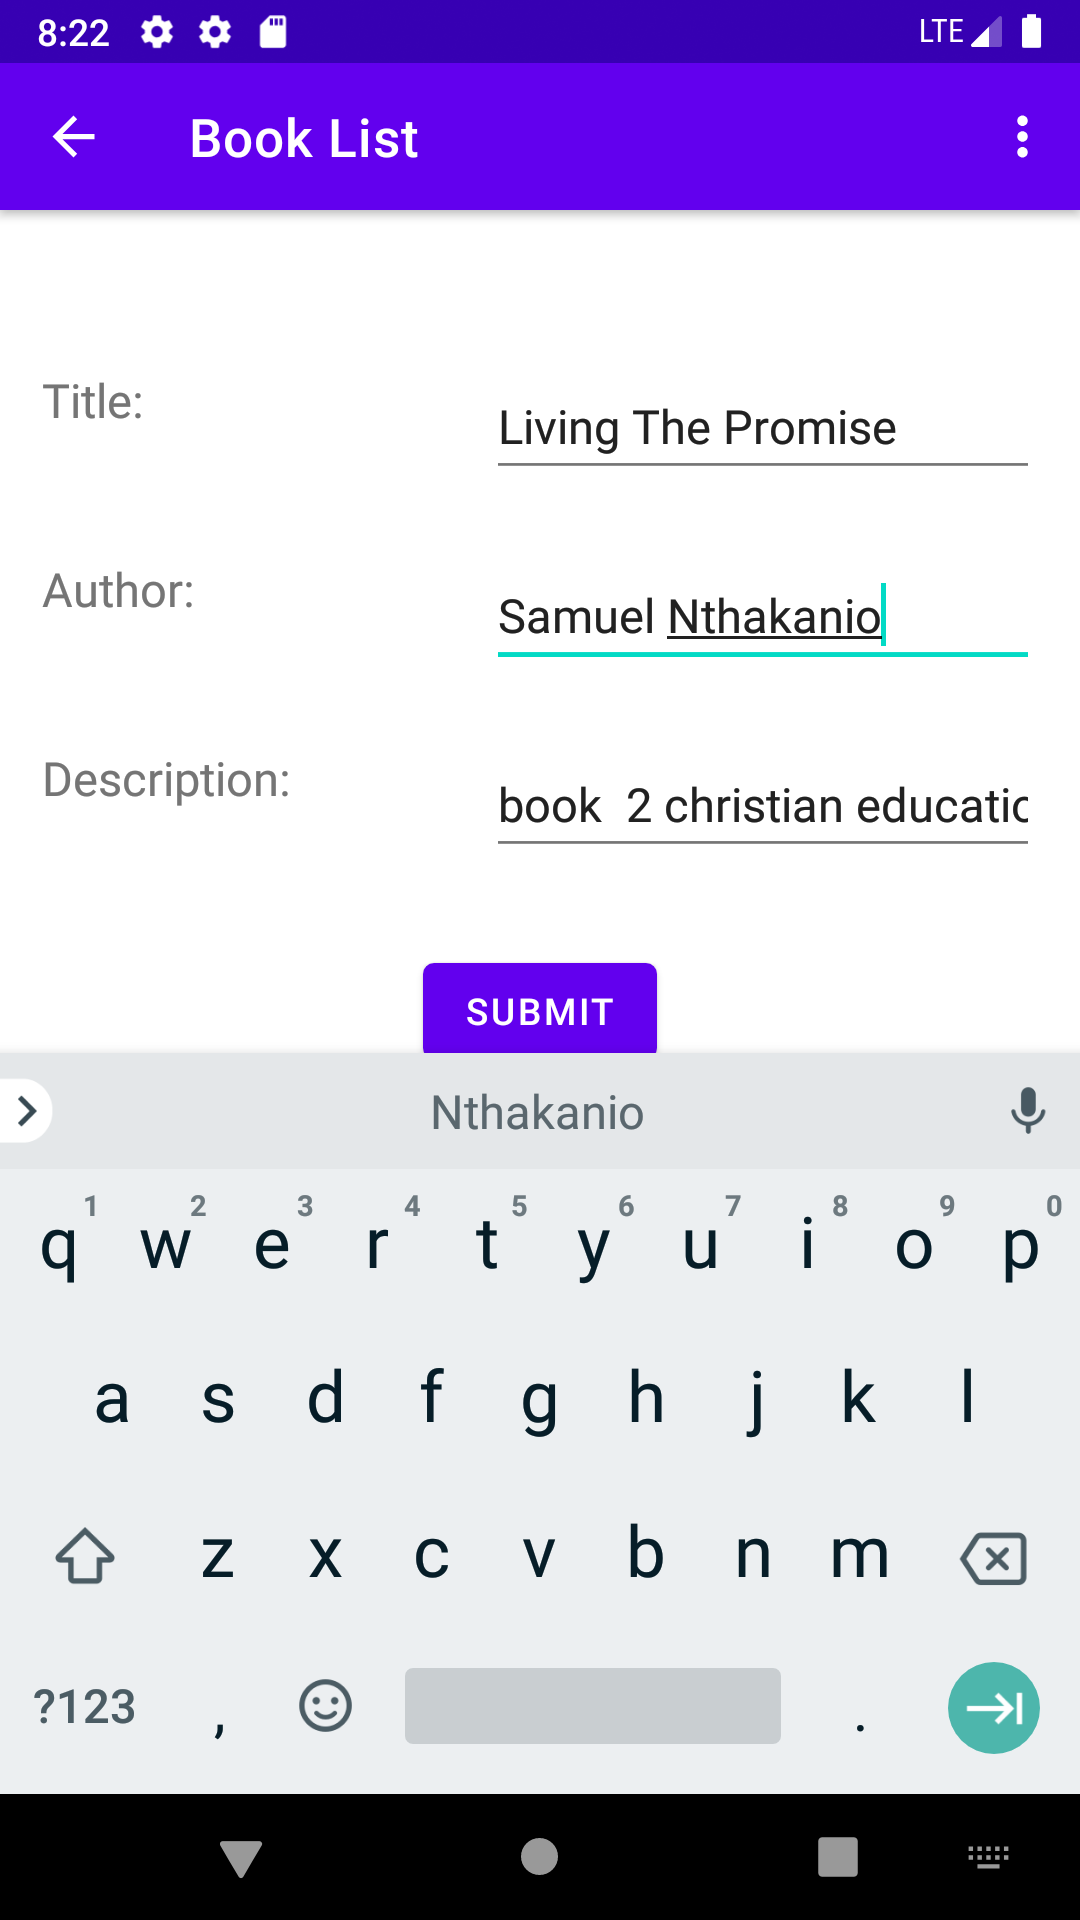 8:22 LTE
Book List
Title:
Living The Promise
Author:
Samuel Nthakanio
Description:
book  2 christian educatic
SUBMIT
Nthakanio
1 2 3 4 5 6 7 8 9 0
q w e r t y u i o p
a s d f g h j k l
z x c v b n m
?123 , .